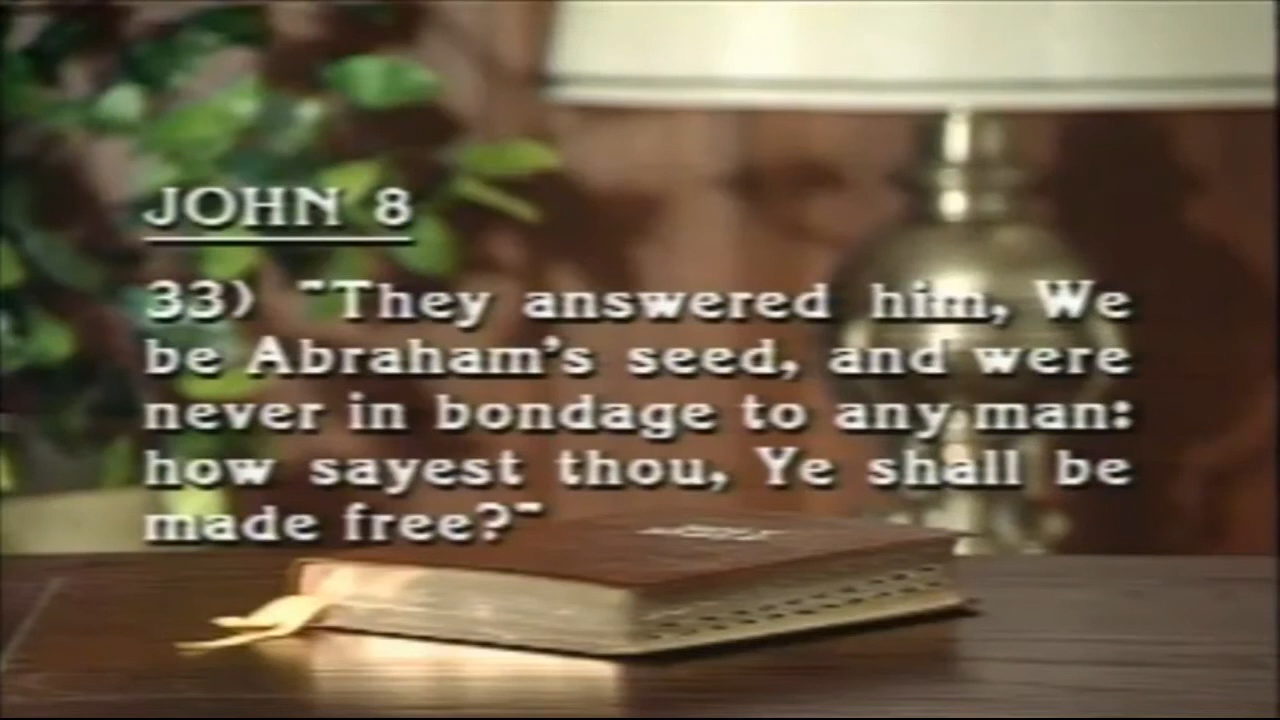 JOHN 8
33) "They answered him, We
be Abraham's seed, and were
never in bondage to any man:
how sayest thou, Ye shall be
made free?"